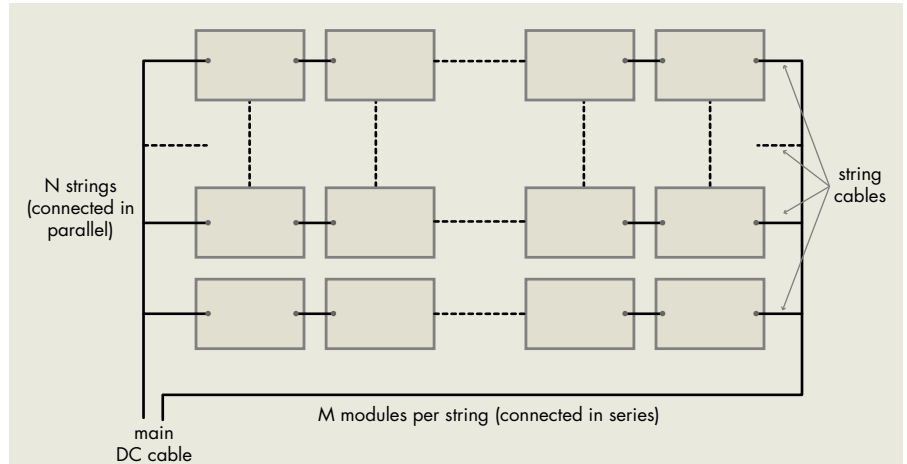 N strings
(connected in
parallel)
string
cables
M modules per string (connected in series)
main
DC cable